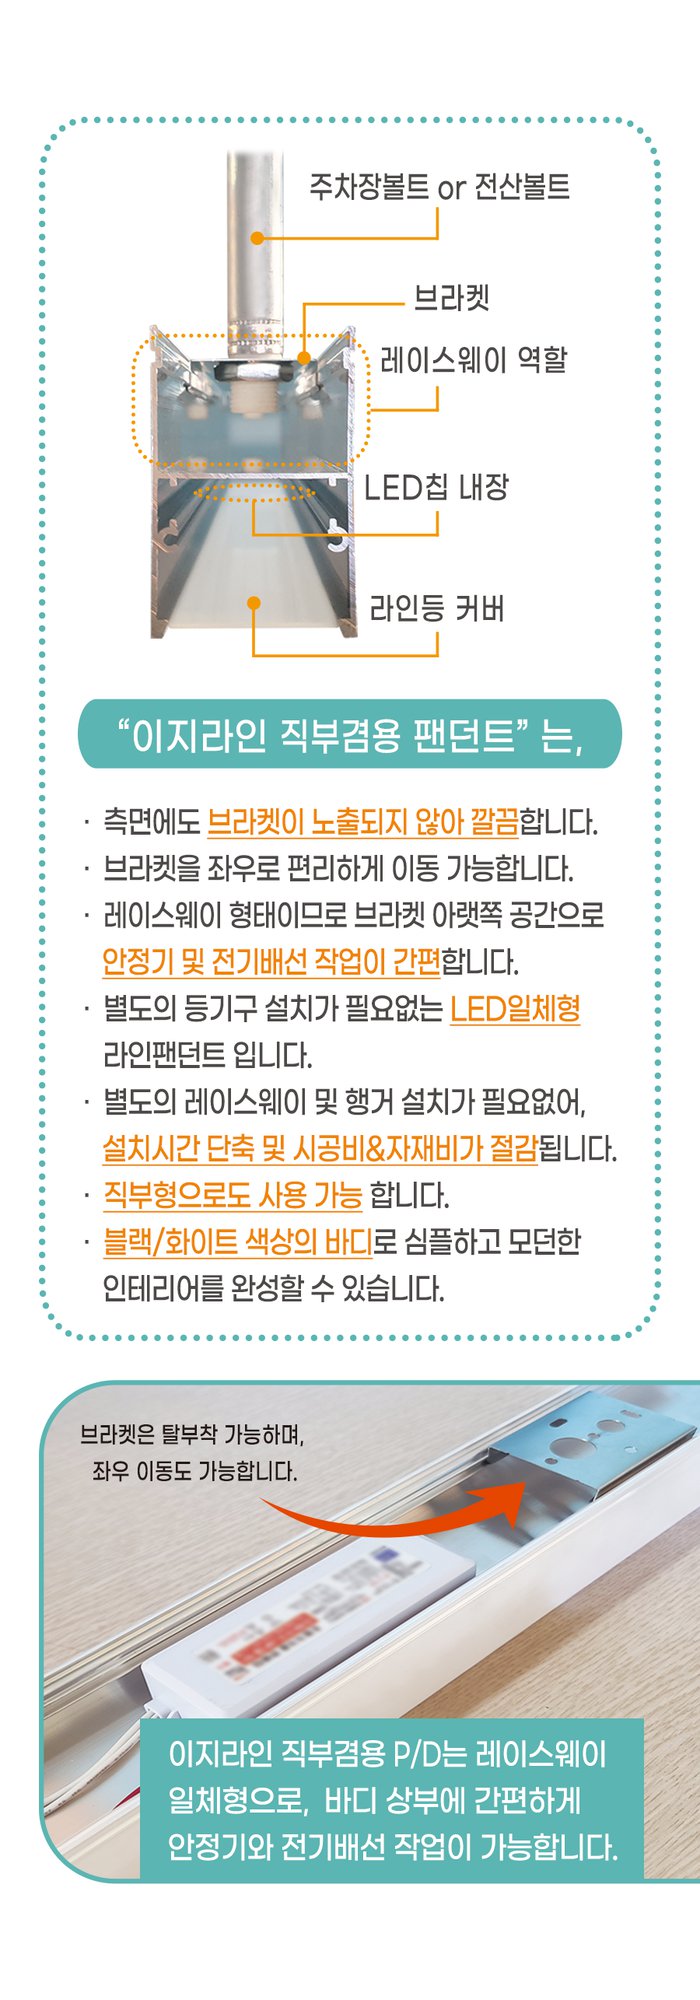 주차장볼트 or 전산볼트
브라켓
레이스웨이 역할
LED칩 내장
라인등 커버
“이지라인 직부겸용 팬던트” 는,
· 측면에도 브라켓이 노출되지 않아 깔끔합니다.
· 브라켓을 좌우로 편리하게 이동 가능합니다.
· 레이스웨이 형태이므로 브라켓 아랫쪽 공간으로
안정기 및 전기배선 작업이 간편합니다.
· 별도의 등기구 설치가 필요없는 LED일체형
라인팬던트 입니다.
· 별도의 레이스웨이 및 행거 설치가 필요없어,
설치시간 단축 및 시공비&자재비가 절감됩니다.
· 직부형으로도 사용 가능 합니다.
· 블랙/화이트 색상의 바디로 심플하고 모던한
인테리어를 완성할 수 있습니다.
브라켓은 탈부착 가능하며,
좌우 이동도 가능합니다.
이지라인 직부겸용 P/D는 레이스웨이
일체형으로, 바디 상부에 간편하게
안정기와 전기배선 작업이 가능합니다.